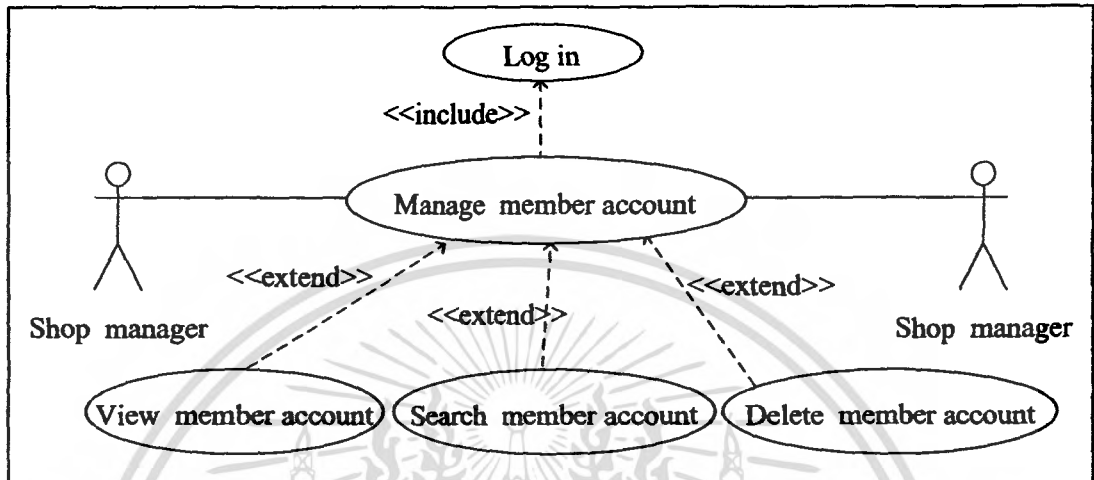 Log in
<<include>>
Manage member account
<<extend>>
<<extend>>
<<extend>>
Shop manager
Shop manager
View member account
Search member account
Delete member account